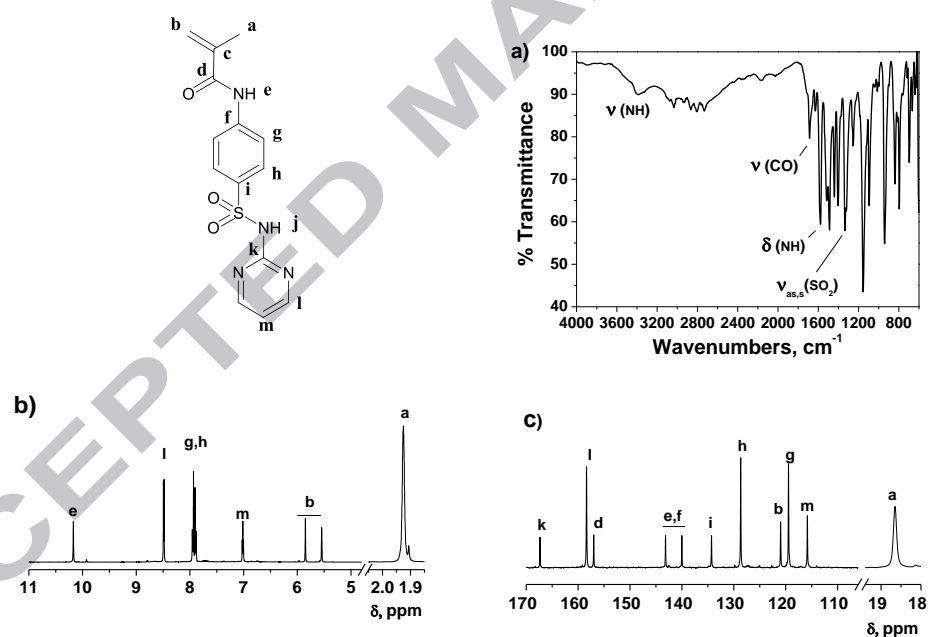 CEPTED MA
b
a
c
d
O
NH
e
f
g
h
i
O
S
O
NH
j
k
N
N
l
m
a)
% Transmittance
100
90
80
70
60
50
40
ν (NH)
ν (CO)
δ (NH)
νas,s(SO2)
4000 3600 3200 2800 2400 2000 1600 1200 800
Wavenumbers, cm-1
b)
e
l
g,h
m
b
a
11 10 9 8 7 6 5 2.0 1.9
δ, ppm
c)
k
l
d
e,f
i
h
b
g
m
a
170 160 150 140 130 120 110 19 18
δ, ppm